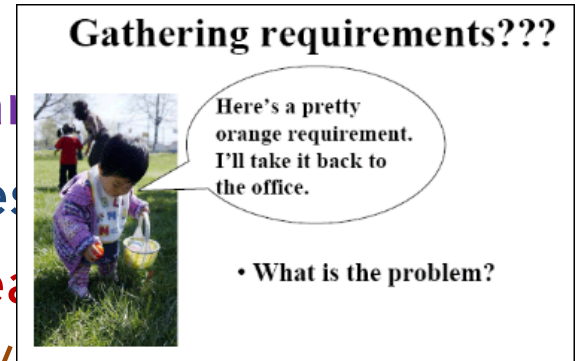 Gathering requirements???
Here's a pretty
orange requirement.
I'll take it back to
the office.
• What is the problem?